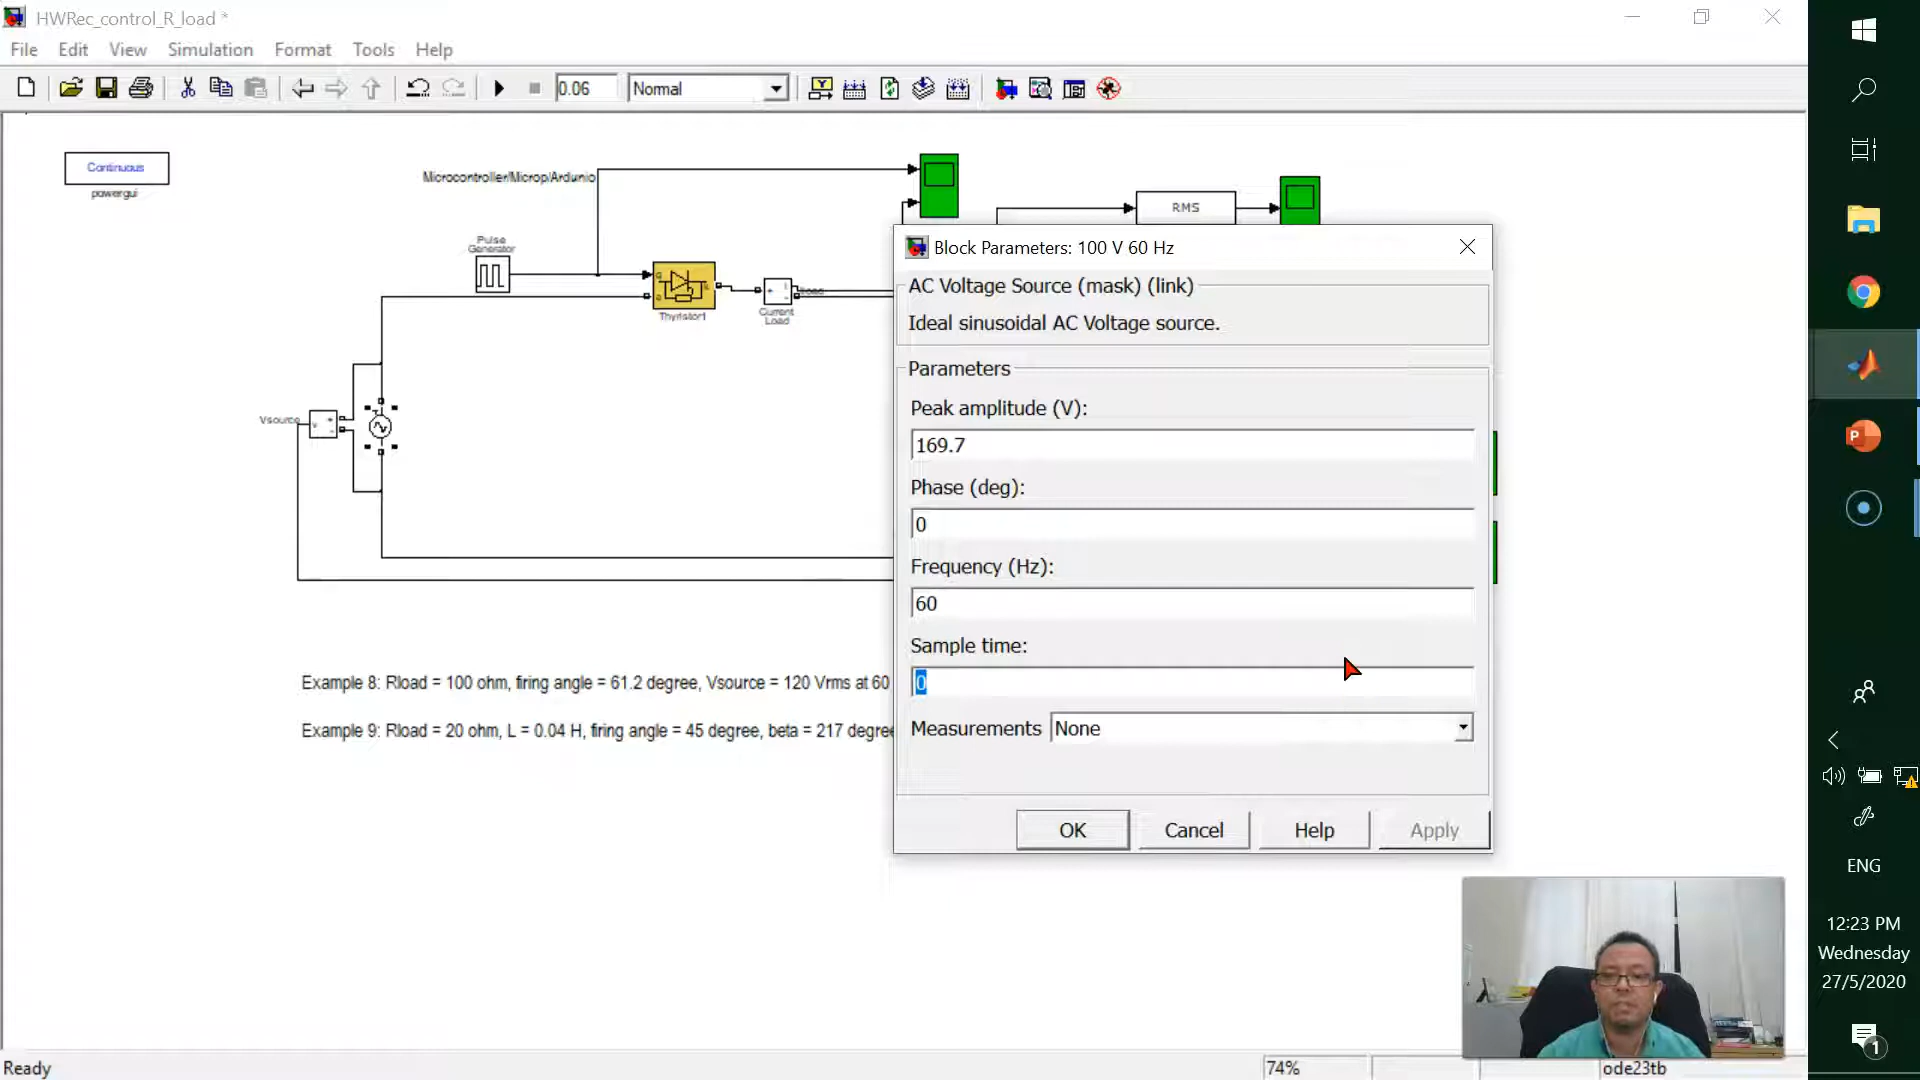 HWRec_control_R_load *
File Edit View Simulation Format Tools Help
0.06 Normal
Continuous
powergui
Microcontroller/Microp/Arduino
Pulse
Generator
Thyristor1
Current
Load
RMS
Vsource
Example 8: Rload = 100 ohm, firing angle = 61.2 degree, Vsource = 120 Vrms at 60
Example 9: Rload = 20 ohm, L = 0.04 H, firing angle = 45 degree, beta = 217 degree
Block Parameters: 100 V 60 Hz
AC Voltage Source (mask) (link)
Ideal sinusoidal AC Voltage source.
Parameters
Peak amplitude (V):
169.7
Phase (deg):
0
Frequency (Hz):
60
Sample time:
0
Measurements None
OK Cancel Help Apply
ENG
12:23 PM
Wednesday
27/5/2020
1
Ready
74%
ode23tb